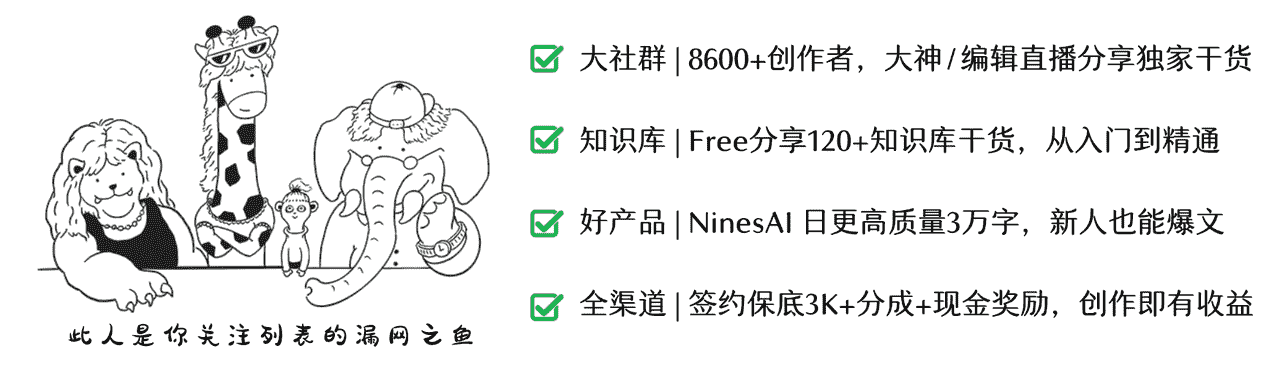 大社群 | 8600+创作者，大神/编辑直播分享独家干货
知识库 | Free分享120+知识库干货，从入门到精通
好产品 | NinesAI 日更高质量3万字，新人也能爆文
全渠道 | 签约保底3K+分成+现金奖励，创作即有收益
此人是你关注列表的漏网之鱼